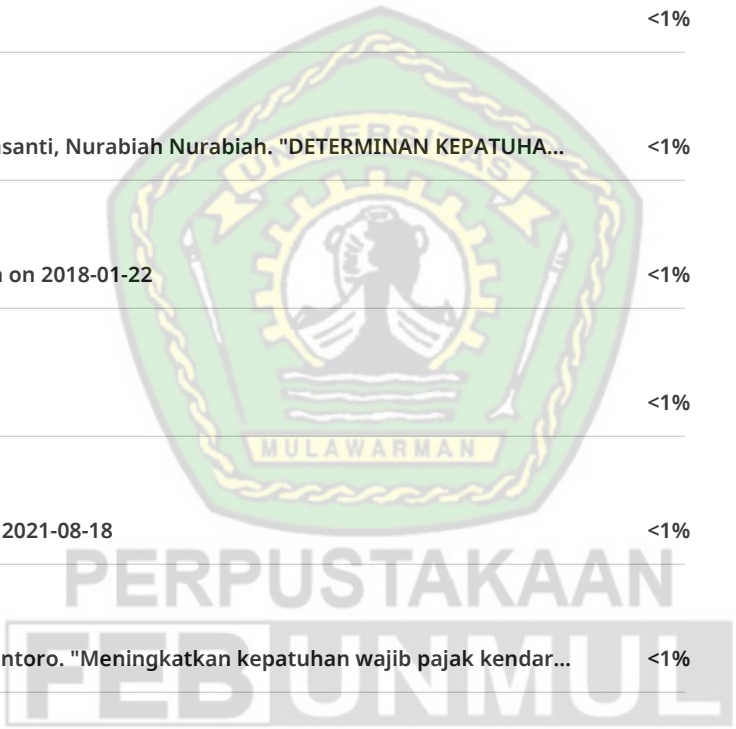 <1%
santi, Nurabiah Nurabiah. "DETERMINAN KEPATUHA... <1%
on 2018-01-22 <1%
<1%
2021-08-18 <1%
ntoro. "Meningkatkan kepatuhan wajib pajak kendar... <1%
UNIVERSITAS
MULAWARMAN
PERPUSTAKAAN
FEB UNMUL